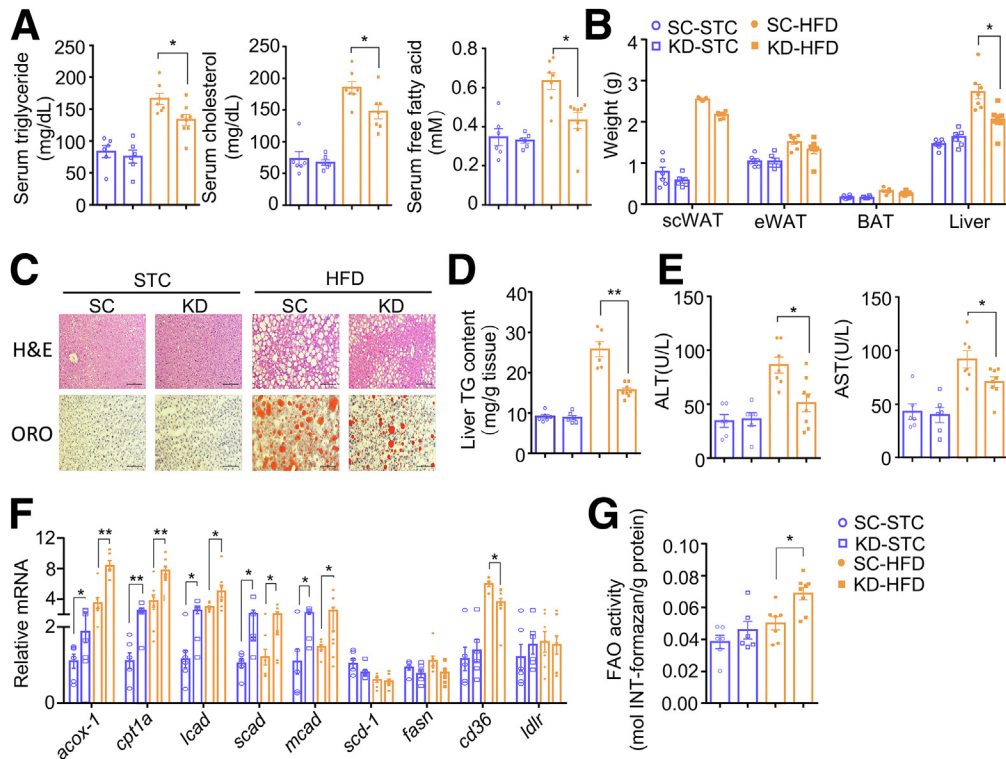 A
Serum triglyceride
(mg/dL)
250
200
150
100
50
0
*
Serum cholesterol
(mg/dL)
250
200
150
100
50
0
*
Serum free fatty acid
(mM)
0.8
0.6
0.4
0.2
0
*
B
SC-STC SC-HFD
KD-STC KD-HFD
Weight (g)
4
3
2
1
0
*
scWAT eWAT BAT Liver
C
STC HFD
SC KD SC KD
H&E
ORO
D
Liver TG content
(mg/g tissue)
40
30
20
10
0
**
E
ALT(U/L)
150
100
50
0
*
AST(U/L)
150
100
50
0
*
F
Relative mRNA
12
8
4
2
0
* ** ** ** * * * * * * *
acox-1 cpt1a lcad scad mcad scd-1 fasn cd36 ldlr
G
FAO activity
(mol INT-formazan/g protein)
0.10
0.08
0.06
0.04
0.02
0.00
*
SC-STC
KD-STC
SC-HFD
KD-HFD